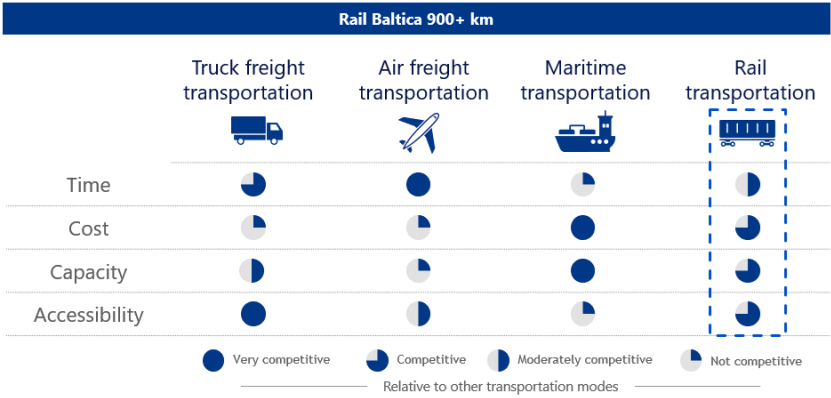 Rail Baltica 900+ km
Truck freight transportation
Air freight transportation
Maritime transportation
Rail transportation
Time
Cost
Capacity
Accessibility
Very competitive
Competitive
Moderately competitive
Not competitive
Relative to other transportation modes